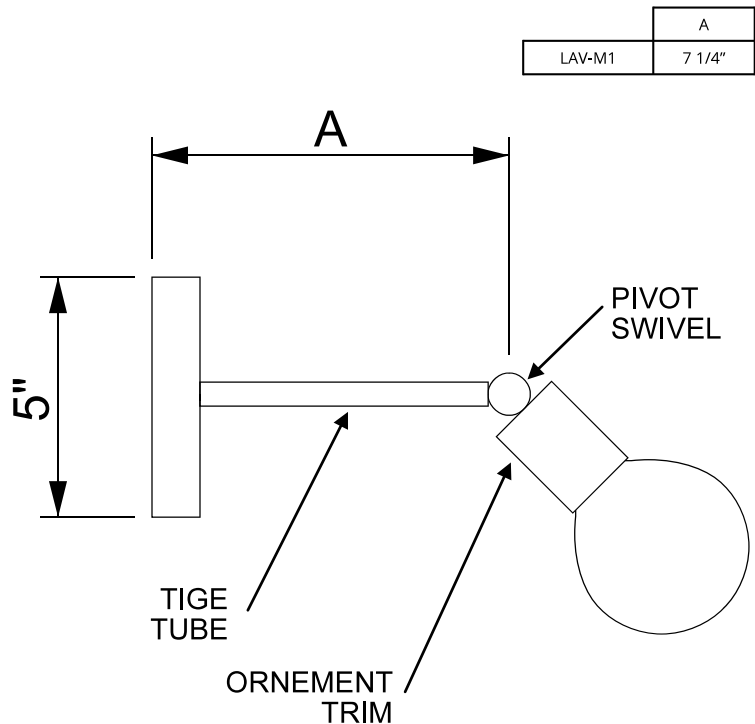 A
LAV-M1 7 1/4"
A
PIVOT
SWIVEL
5"
TIGE
TUBE
ORNEMENT
TRIM